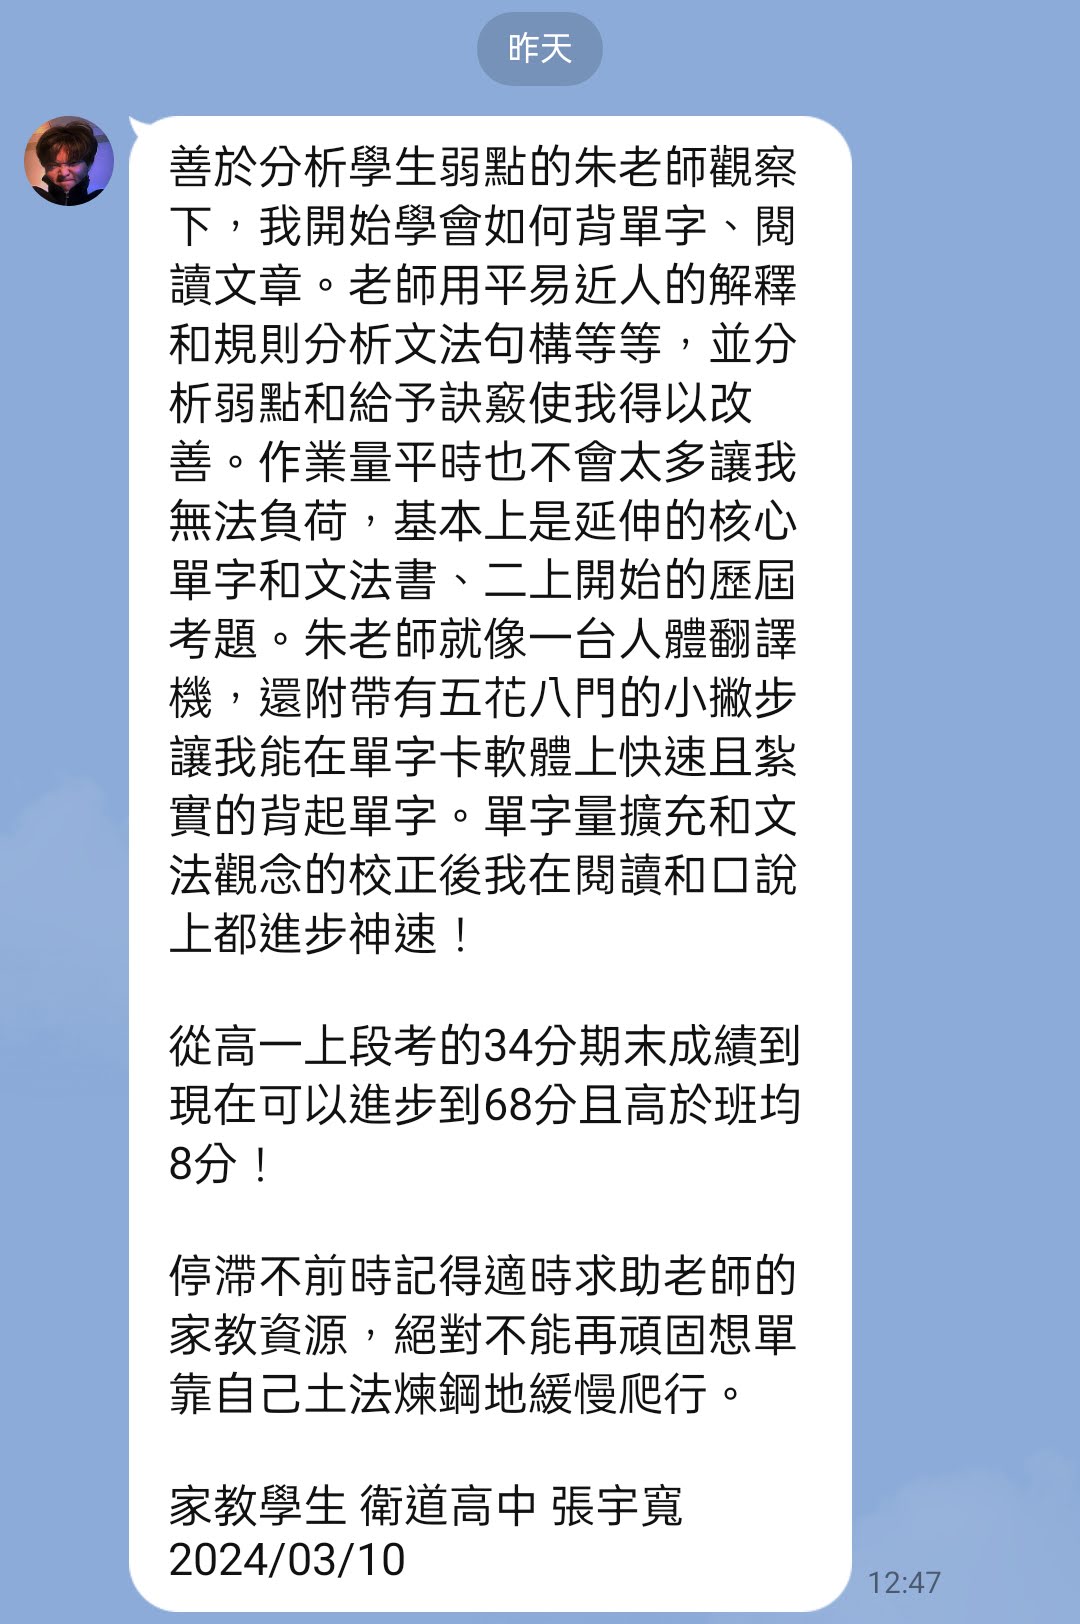 昨天
善於分析學生弱點的朱老師觀察
下，我開始學會如何背單字、閱
讀文章。老師用平易近人的解釋
和規則分析文法句構等等，並分
析弱點和給予訣竅使我得以改
善。作業量平時也不會太多讓我
無法負荷，基本上是延伸的核心
單字和文法書、二上開始的歷屆
考題。朱老師就像一台人體翻譯
機，還附帶有五花八門的小撇步
讓我能在單字卡軟體上快速且紮
實的背起單字。單字量擴充和文
法觀念的校正後我在閱讀和口說
上都進步神速！
從高一上段考的34分期末成績到
現在可以進步到68分且高於班均
8分！
停滯不前時記得適時求助老師的
家教資源，絕對不能再頑固想單
靠自己土法煉鋼地緩慢爬行。
家教學生 衛道高中 張宇寬
2024/03/10
12:47